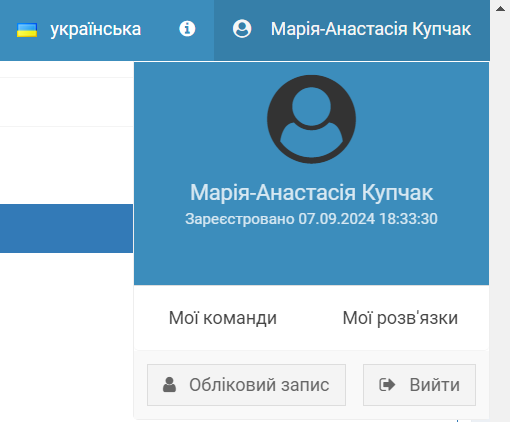 українська Марія-Анастасія Купчак
Марія-Анастасія Купчак
Зареєстровано 07.09.2024 18:33:30
Мої команди Мої розв'язки
Обліковий запис Вийти